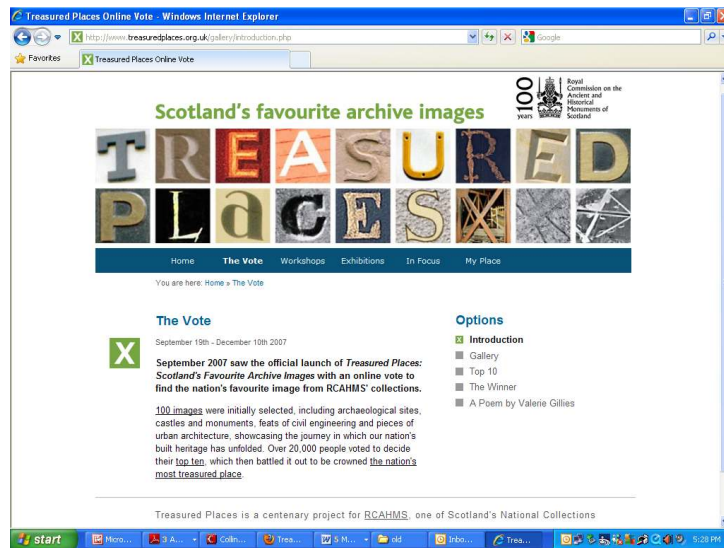 Treasured Places Online Vote - Windows Internet Explorer
http://www.treasuredplaces.org.uk/gallery/introduction.php
Google
Favorites
Treasured Places Online Vote
Scotland's favourite archive images
100
years
Royal
Commission on the
Ancient and
Historical
Monuments of
Scotland
TREASURED
PLACES
Home The Vote Workshops Exhibitions In Focus My Place
You are here: Home » The Vote
The Vote
September 19th - December 10th 2007
September 2007 saw the official launch of Treasured Places:
Scotland's Favourite Archive Images with an online vote to
find the nation's favourite image from RCAHMS' collections.
100 images were initially selected, including archaeological sites,
castles and monuments, feats of civil engineering and pieces of
urban architecture, showcasing the journey in which our nation's
built heritage has unfolded. Over 20,000 people voted to decide
their top ten, which then battled it out to be crowned the nation's
most treasured place.
Options
Introduction
Gallery
Top 10
The Winner
A Poem by Valerie Gillies
Treasured Places is a centenary project for RCAHMS, one of Scotland's National Collections
start Micro... 3 A... Collin... Trea... 5 M... old Inbo... Trea... 5:28 PM